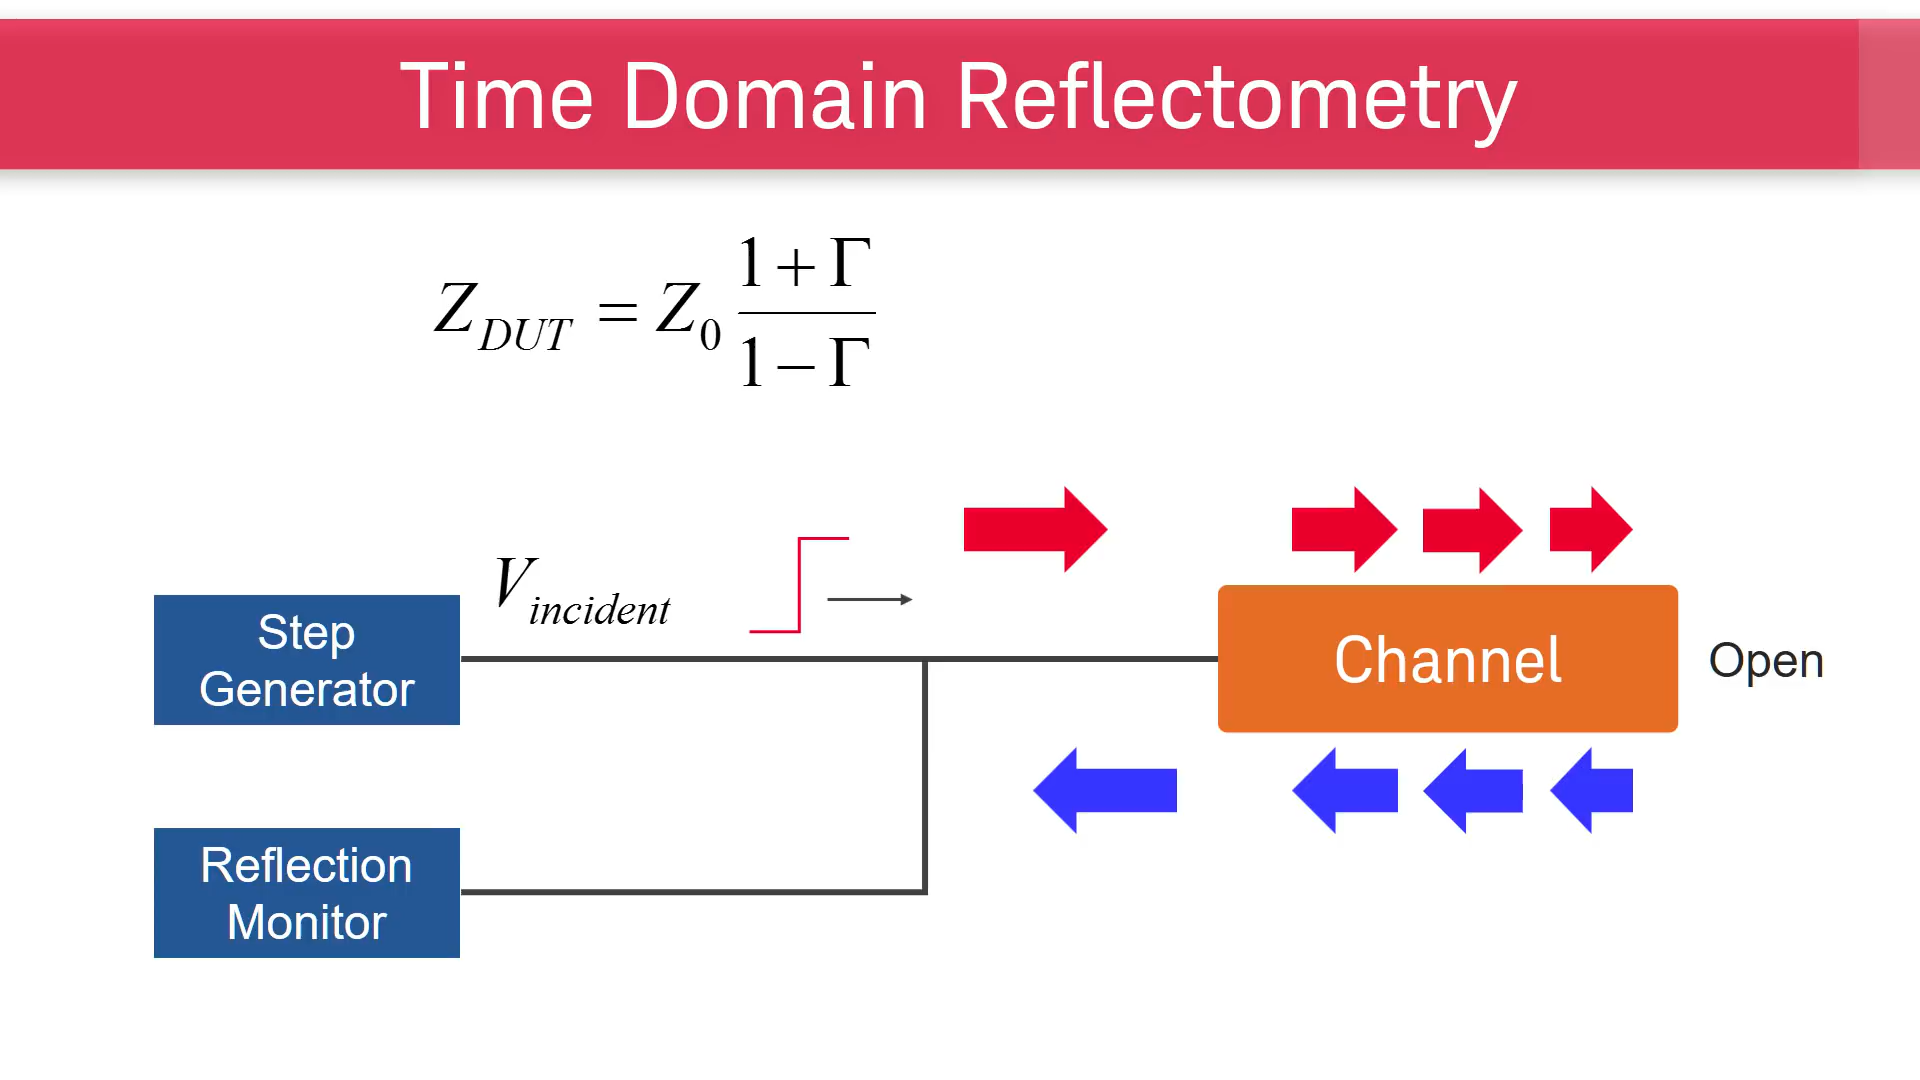 Time Domain Reflectometry
Z_DUT = Z_0 (1 + Γ) / (1 − Γ)
V_incident
Step
Generator
Channel
Open
Reflection
Monitor